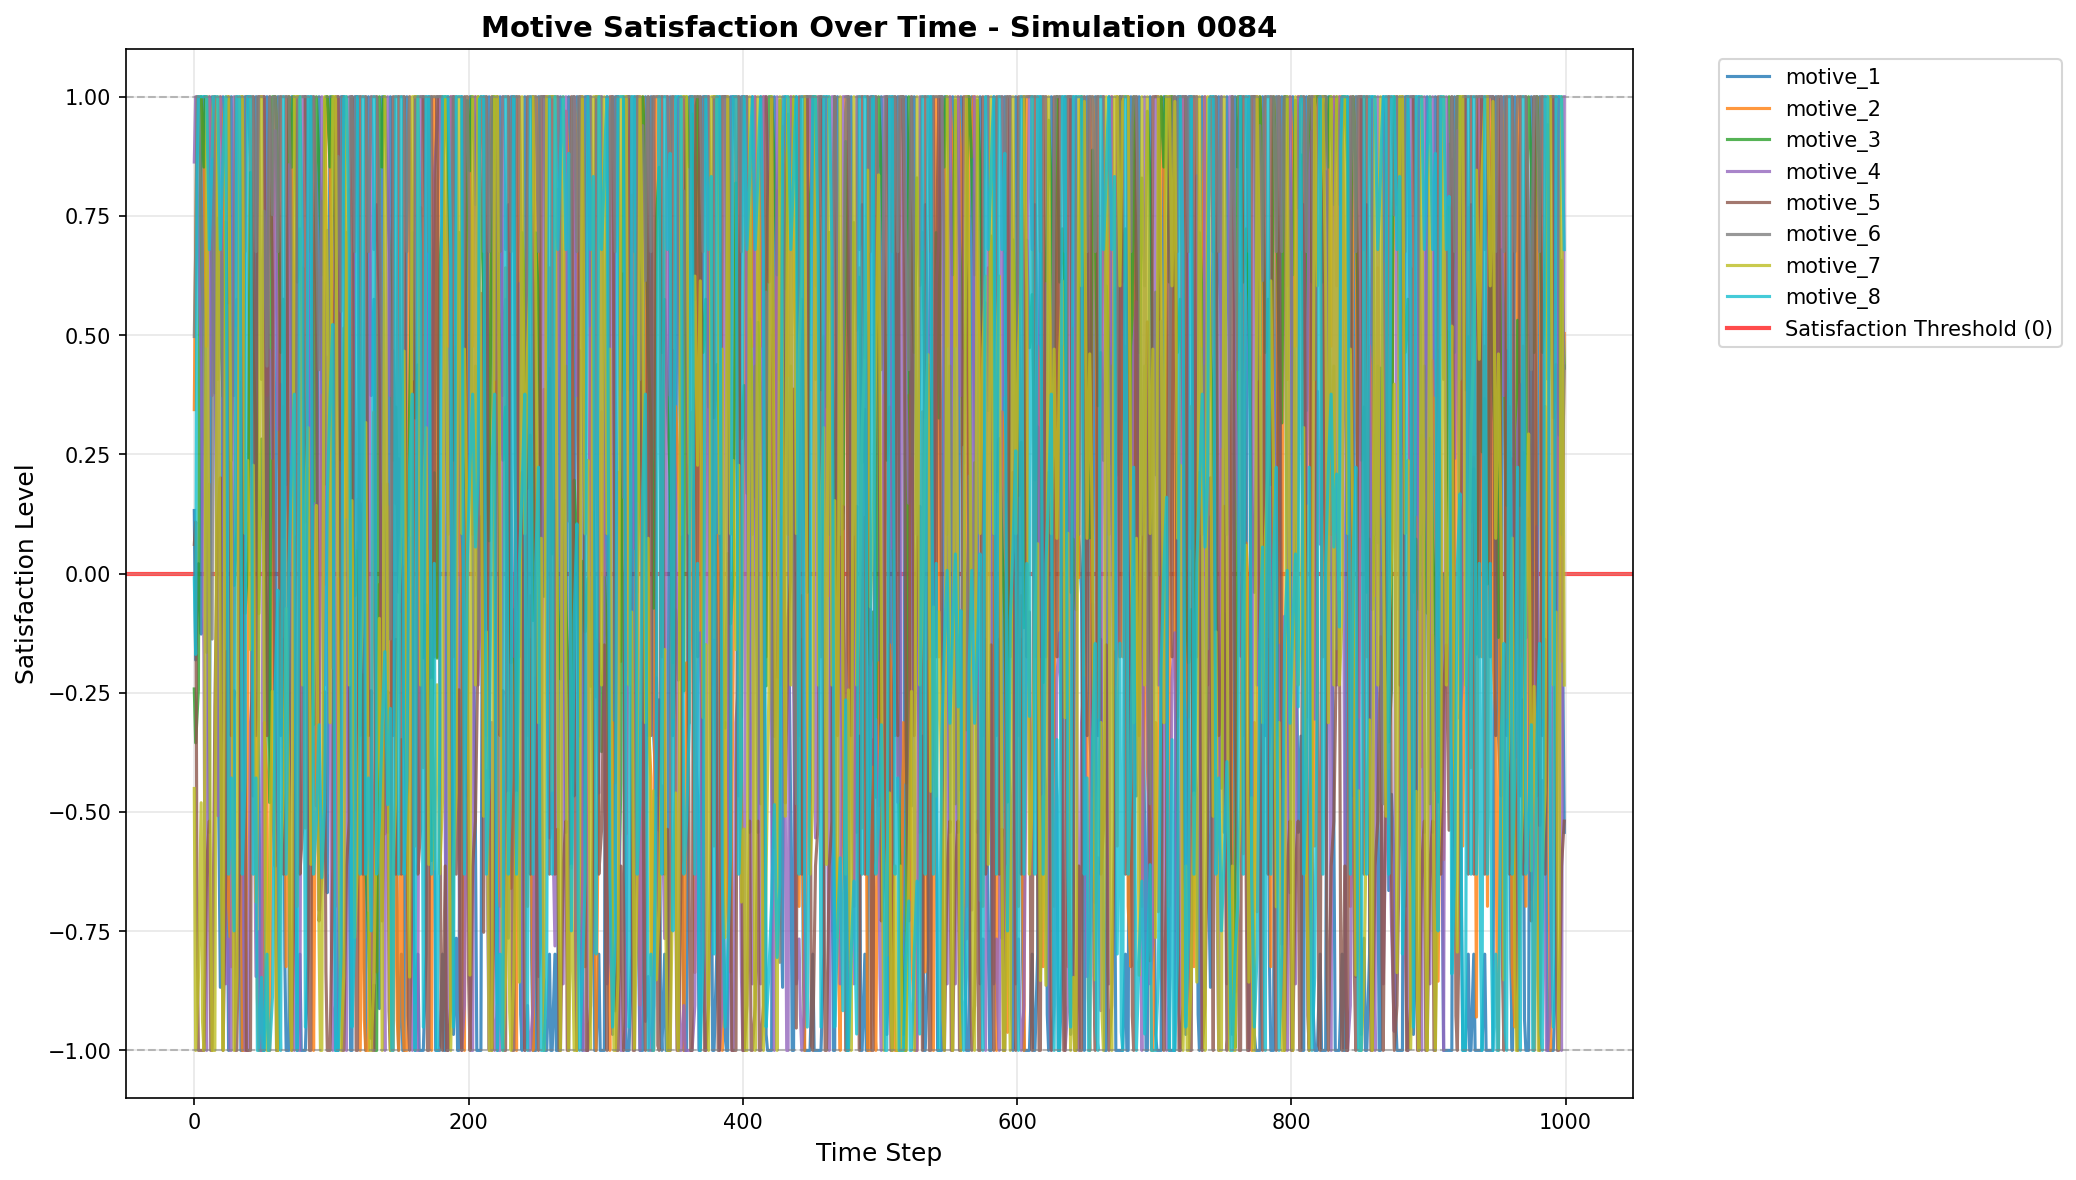 Motive Satisfaction Over Time - Simulation 0084
Satisfaction Level
1.00
0.75
0.50
0.25
0.00
−0.25
−0.50
−0.75
−1.00
0
200
400
600
800
1000
Time Step
motive_1
motive_2
motive_3
motive_4
motive_5
motive_6
motive_7
motive_8
Satisfaction Threshold (0)